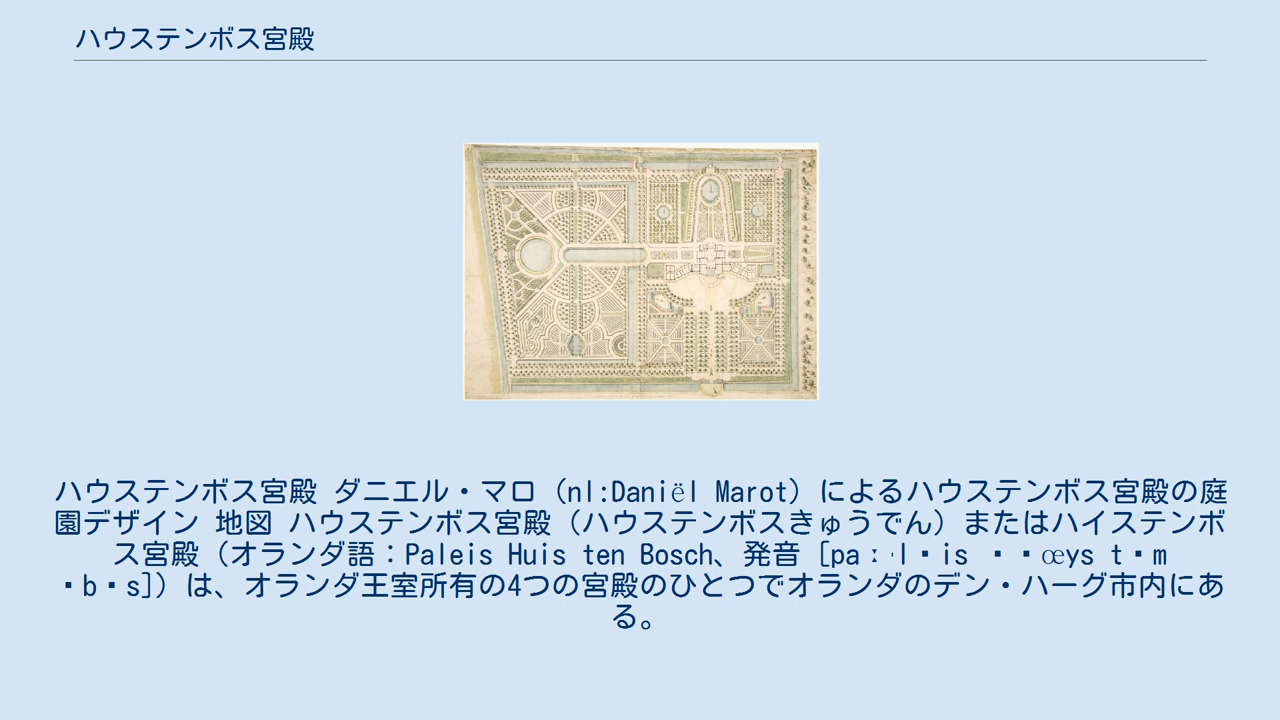 ハウステンボス宮殿
ハウステンボス宮殿 ダニエル・マロ（nl:Daniël Marot）によるハウステンボス宮殿の庭
園デザイン 地図 ハウステンボス宮殿（ハウステンボスきゅうでん）またはハイステンボ
ス宮殿（オランダ語：Paleis Huis ten Bosch、発音 [paːˈl▪is ▪▪œys t▪m
▪b▪s]）は、オランダ王室所有の4つの宮殿のひとつでオランダのデン・ハーグ市内にあ
る。